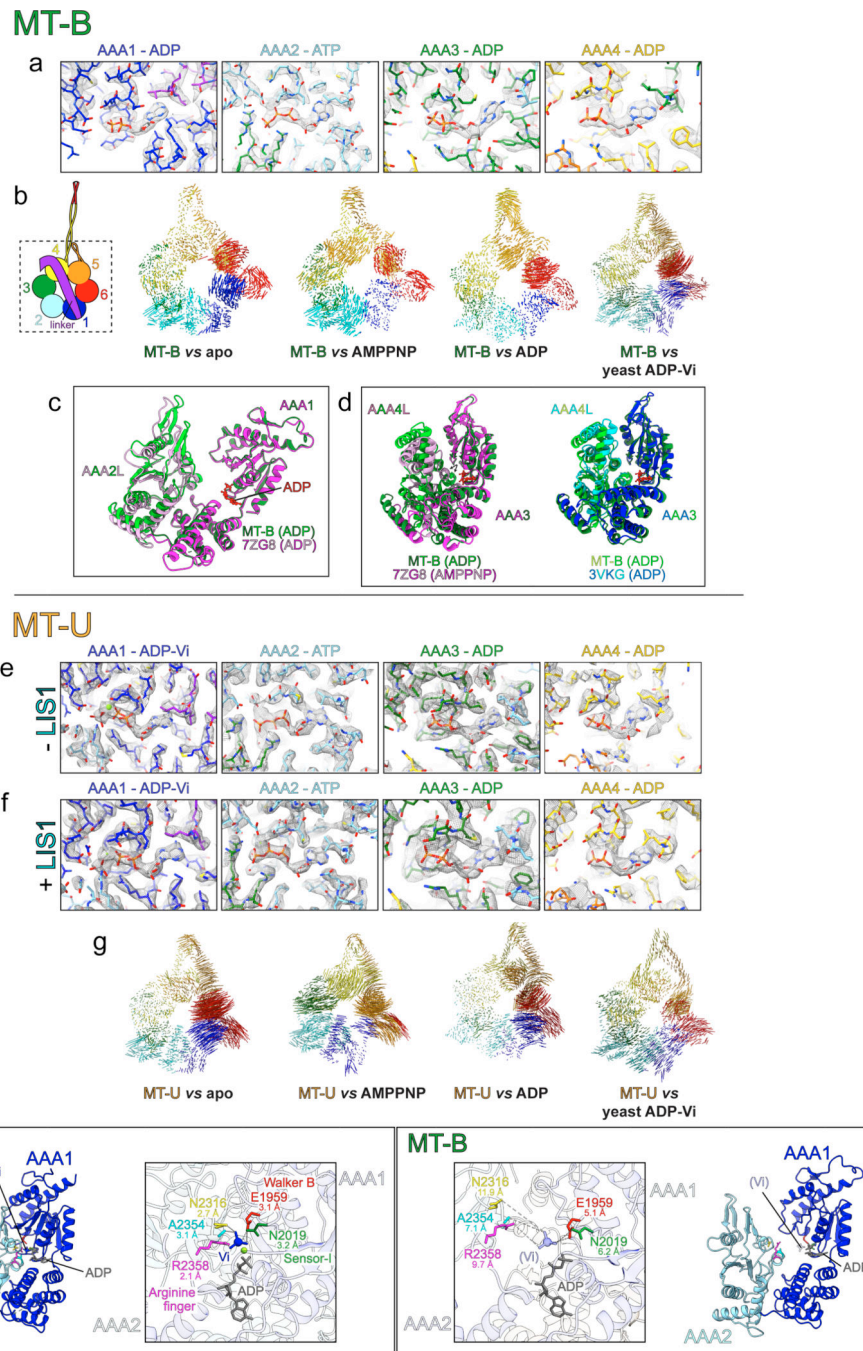 MT-B
a
AAA1 - ADP
AAA2 - ATP
AAA3 - ADP
AAA4 - ADP
b
4
5
3
6
2
1
linker
MT-B vs apo
MT-B vs AMPPNP
MT-B vs ADP
MT-B vs
yeast ADP-Vi
c
AAA1
AAA2L
ADP
MT-B (ADP)
7ZG8 (ADP)
d
AAA4L
AAA3
MT-B (ADP)
7ZG8 (AMPPNP)
AAA4L
AAA3
MT-B (ADP)
3VKG (ADP)
MT-U
e
- LIS1
AAA1 - ADP-Vi
AAA2 - ATP
AAA3 - ADP
AAA4 - ADP
f
+ LIS1
AAA1 - ADP-Vi
AAA2 - ATP
AAA3 - ADP
AAA4 - ADP
g
MT-U vs apo
MT-U vs AMPPNP
MT-U vs ADP
MT-U vs
yeast ADP-Vi
AAA1
ADP
AAA2
Walker B
E1959
3.1 Å
N2316
2.7 Å
A2354
3.1 Å
N2019
3.2 Å
Sensor-I
Vi
R2358
2.1 Å
Arginine
finger
ADP
AAA1
MT-B
N2316
11.9 Å
E1959
5.1 Å
A2354
7.1 Å
N2019
6.2 Å
R2358
9.7 Å
(Vi)
ADP
AAA2
AAA1
AAA1
(Vi)
AAA2